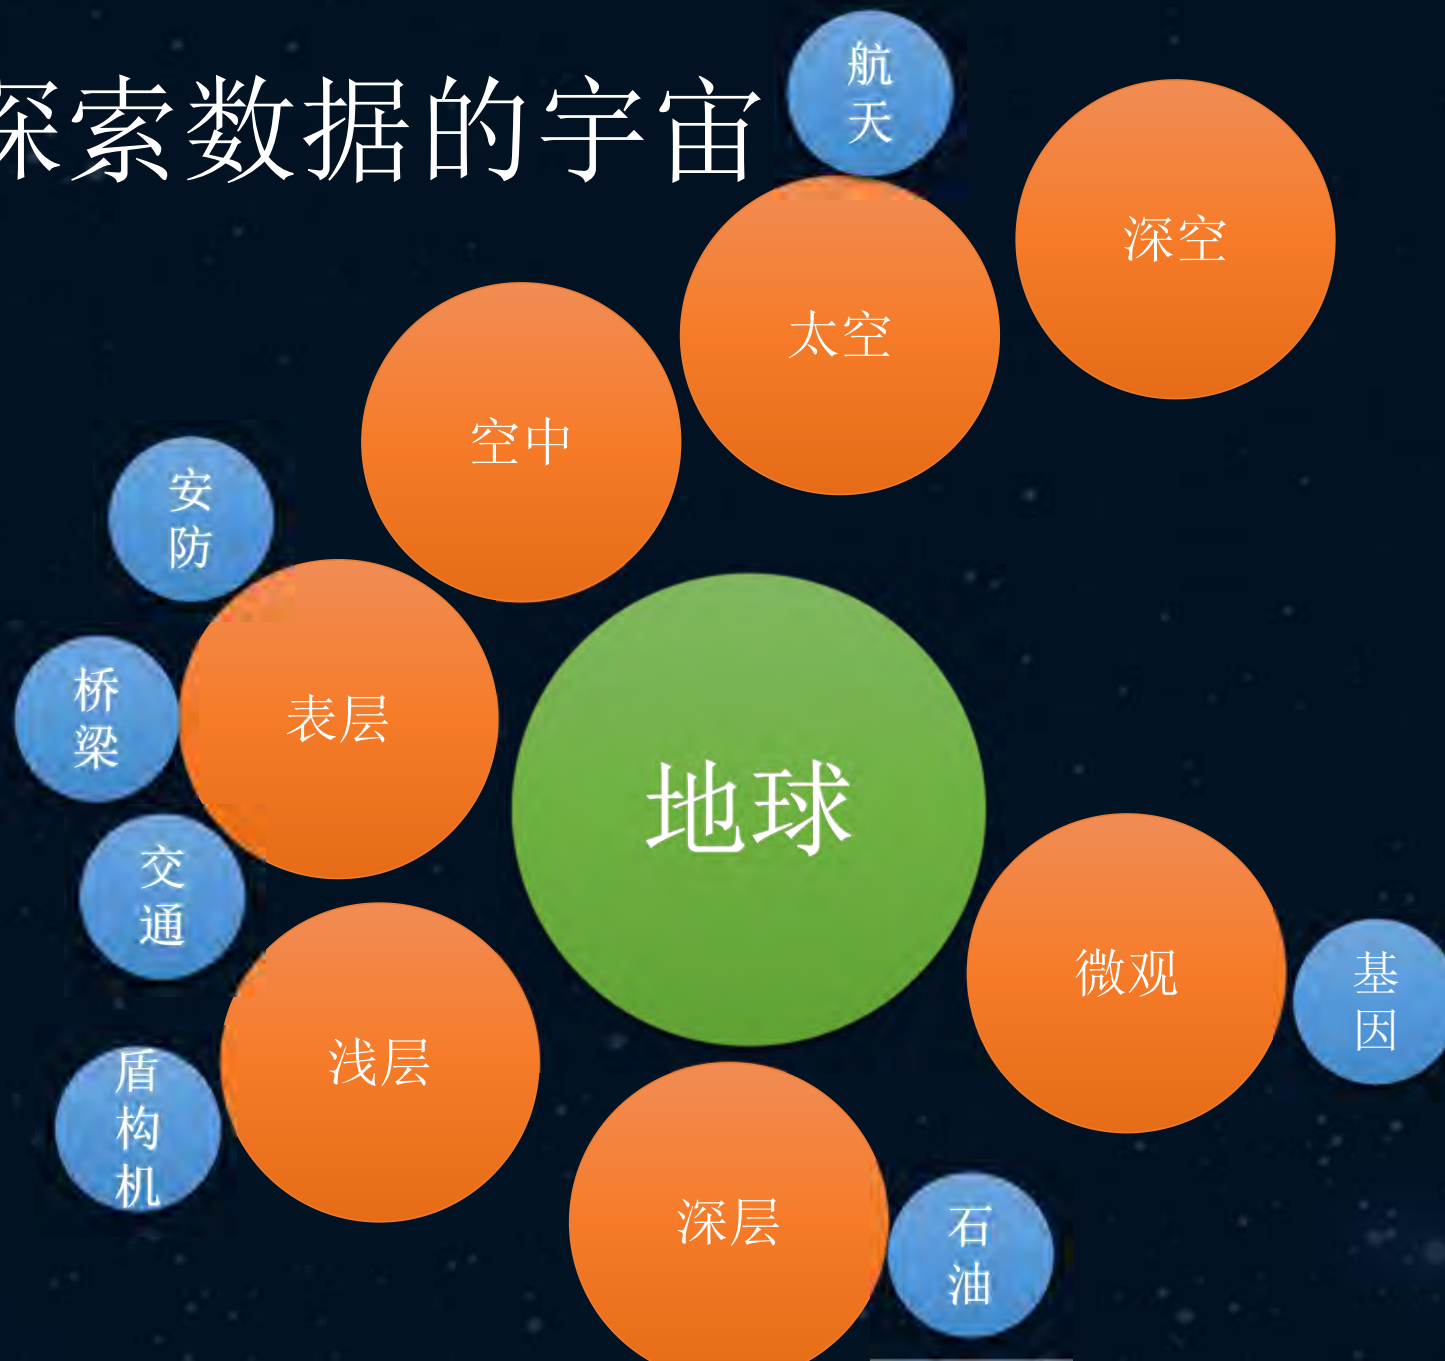 探索数据的宇宙
航
天
深空
太空
空中
安
防
桥
梁
表层
地球
交
通
微观
基
因
浅层
盾
构
机
深层
石
油